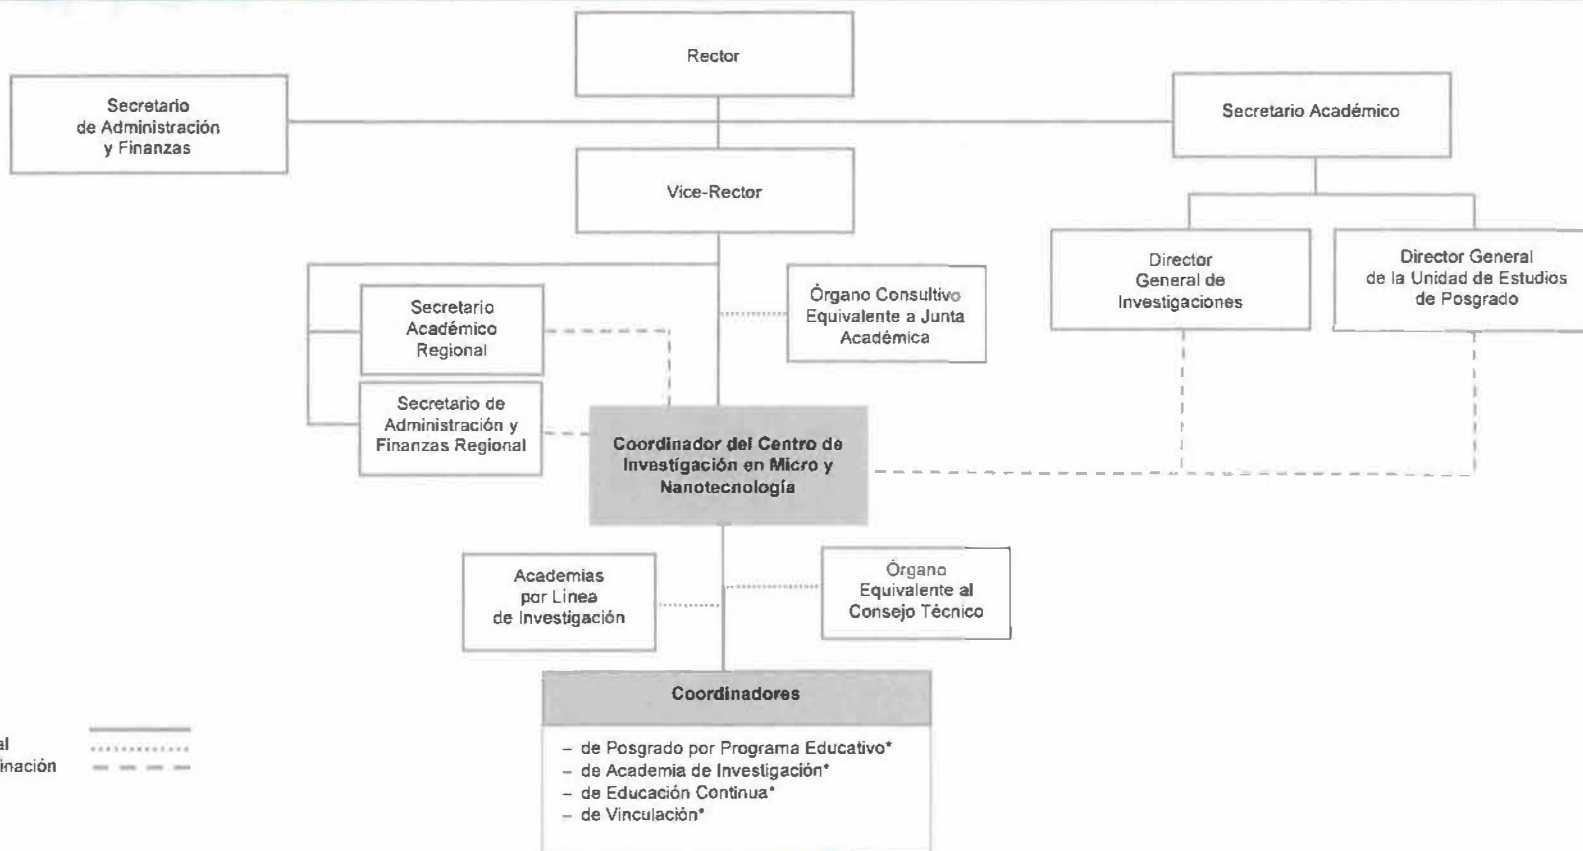 Rector
Secretario
de Administración
y Finanzas
Secretario Académico
Vice-Rector
Director
General de
Investigaciones
Director General
de la Unidad de Estudios
de Posgrado
Secretario
Académico
Regional
Órgano Consultivo
Equivalente a Junta
Académica
Secretario de
Administración y
Finanzas Regional
Coordinador del Centro de
Investigación en Micro y
Nanotecnología
Academias
por Línea
de Investigación
Órgano
Equivalente al
Consejo Técnico
Coordinadores
– de Posgrado por Programa Educativo*
– de Academia de Investigación*
– de Educación Continua*
– de Vinculación*